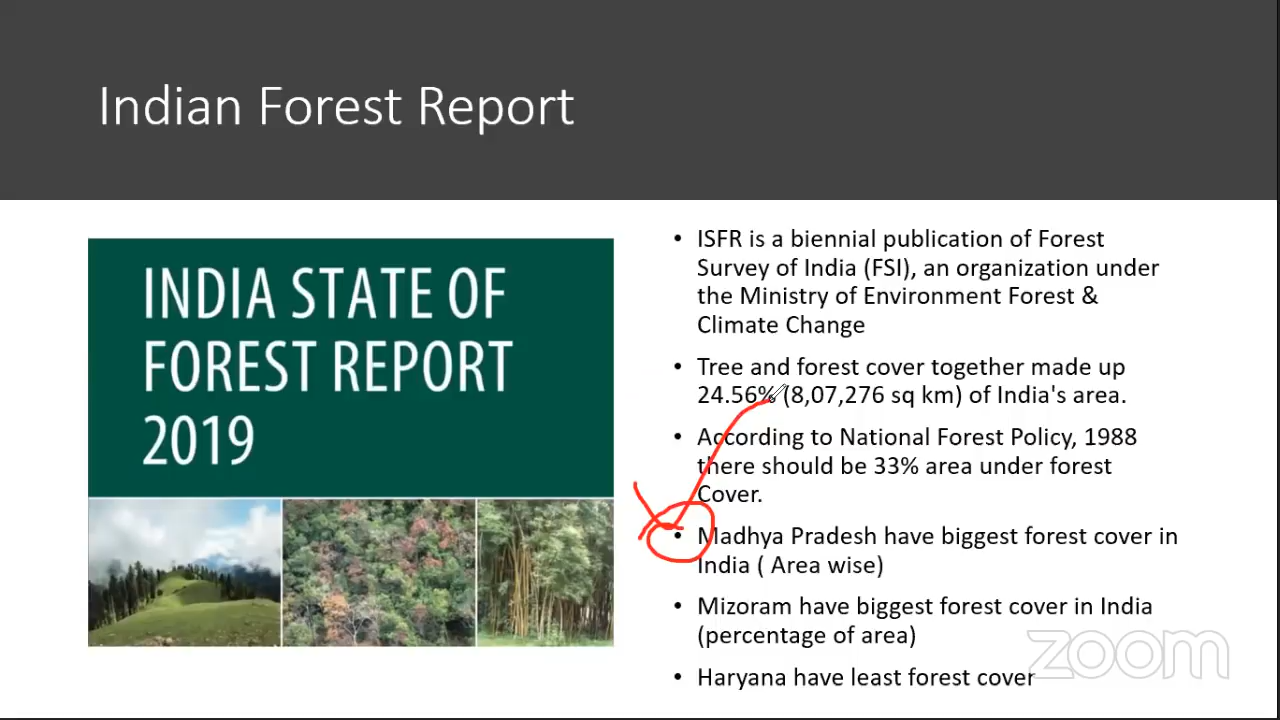 Indian Forest Report
INDIA STATE OF
FOREST REPORT
2019
• ISFR is a biennial publication of Forest
Survey of India (FSI), an organization under
the Ministry of Environment Forest &
Climate Change
• Tree and forest cover together made up
24.56% (8,07,276 sq km) of India's area.
• According to National Forest Policy, 1988
there should be 33% area under forest
Cover.
• Madhya Pradesh have biggest forest cover in
India ( Area wise)
• Mizoram have biggest forest cover in India
(percentage of area)
• Haryana have least forest cover
zoom